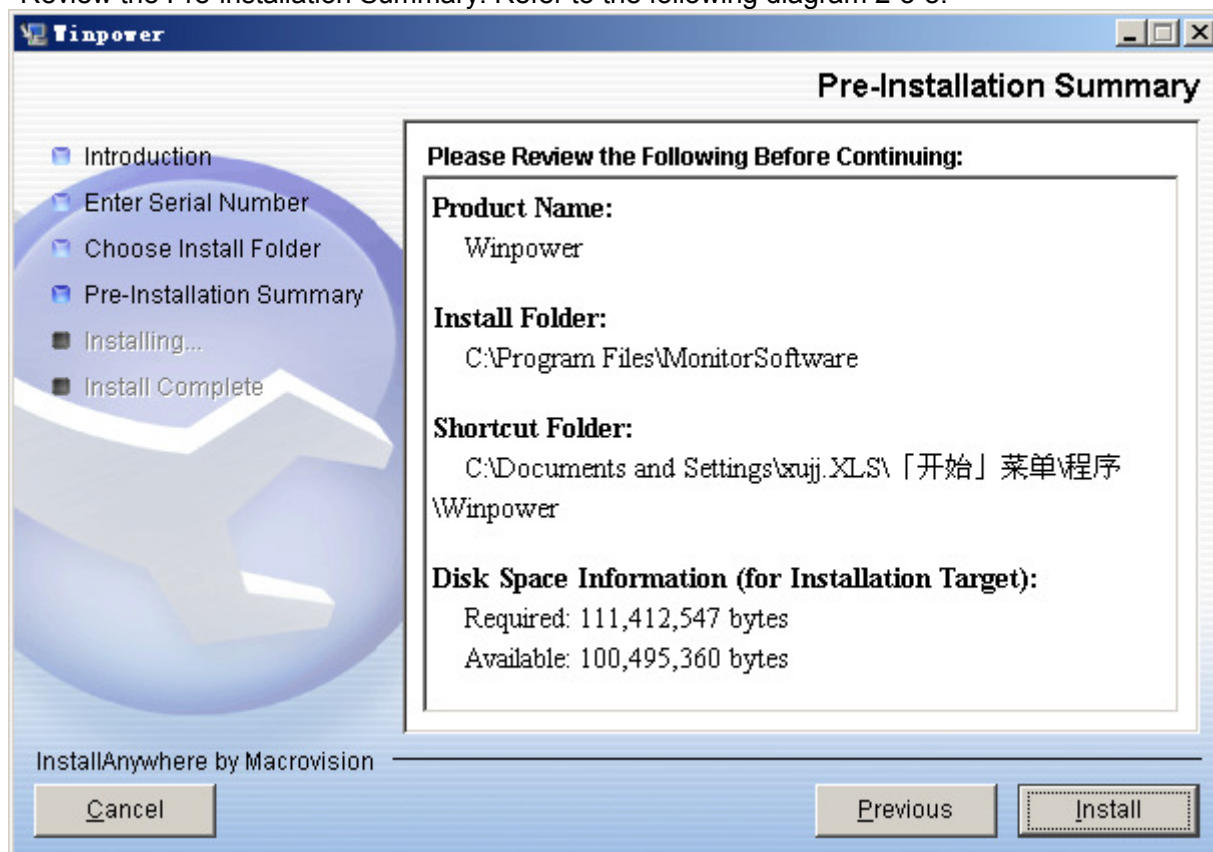 Review the Pre-Installation Summary. Refer to the following diagram 2-3-5.
Winpower
Pre-Installation Summary
Introduction
Enter Serial Number
Choose Install Folder
Pre-Installation Summary
Installing...
Install Complete
Please Review the Following Before Continuing:
Product Name:
Winpower
Install Folder:
C:\Program Files\MonitorSoftware
Shortcut Folder:
C:\Documents and Settings\xujj.XLS\「开始」菜单\程序
\Winpower
Disk Space Information (for Installation Target):
Required: 111,412,547 bytes
Available: 100,495,360 bytes
InstallAnywhere by Macrovision
Cancel
Previous
Install